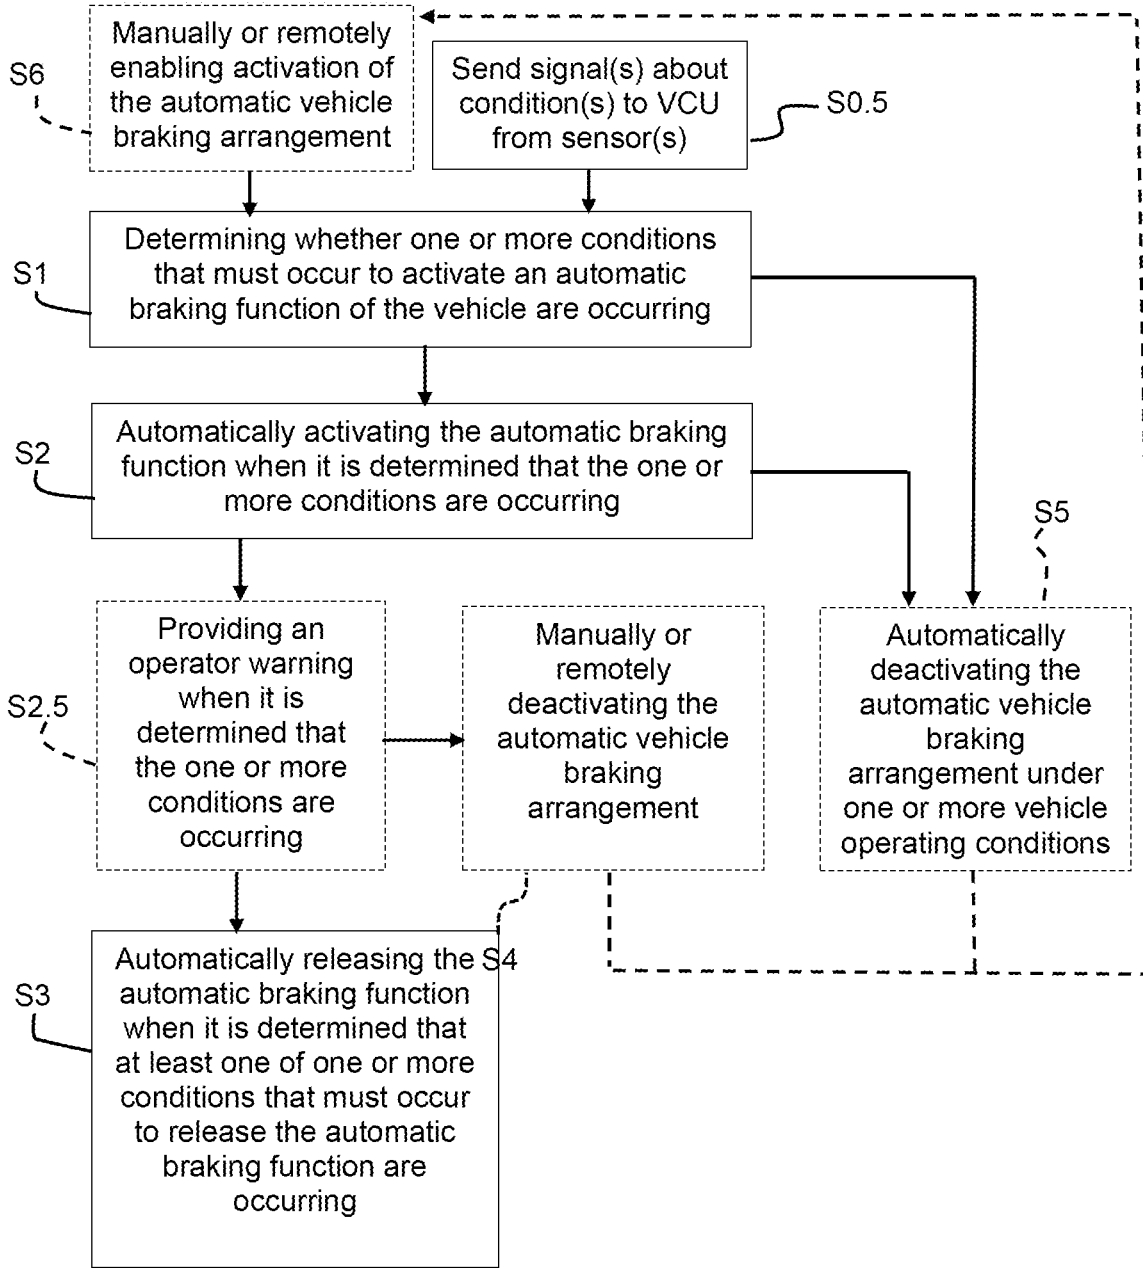 Manually or remotely
enabling activation of
the automatic vehicle
braking arrangement
S6
Send signal(s) about
condition(s) to VCU
from sensor(s)
S0.5
Determining whether one or more conditions
that must occur to activate an automatic
braking function of the vehicle are occurring
S1
Automatically activating the automatic braking
function when it is determined that the one or
more conditions are occurring
S2
S5
Providing an
operator warning
when it is
determined that
the one or more
conditions are
occurring
S2.5
Manually or
remotely
deactivating the
automatic vehicle
braking
arrangement
Automatically
deactivating the
automatic vehicle
braking
arrangement under
one or more vehicle
operating conditions
Automatically releasing the
automatic braking function
when it is determined that
at least one of one or more
conditions that must occur
to release the automatic
braking function are
occurring
S4
S3